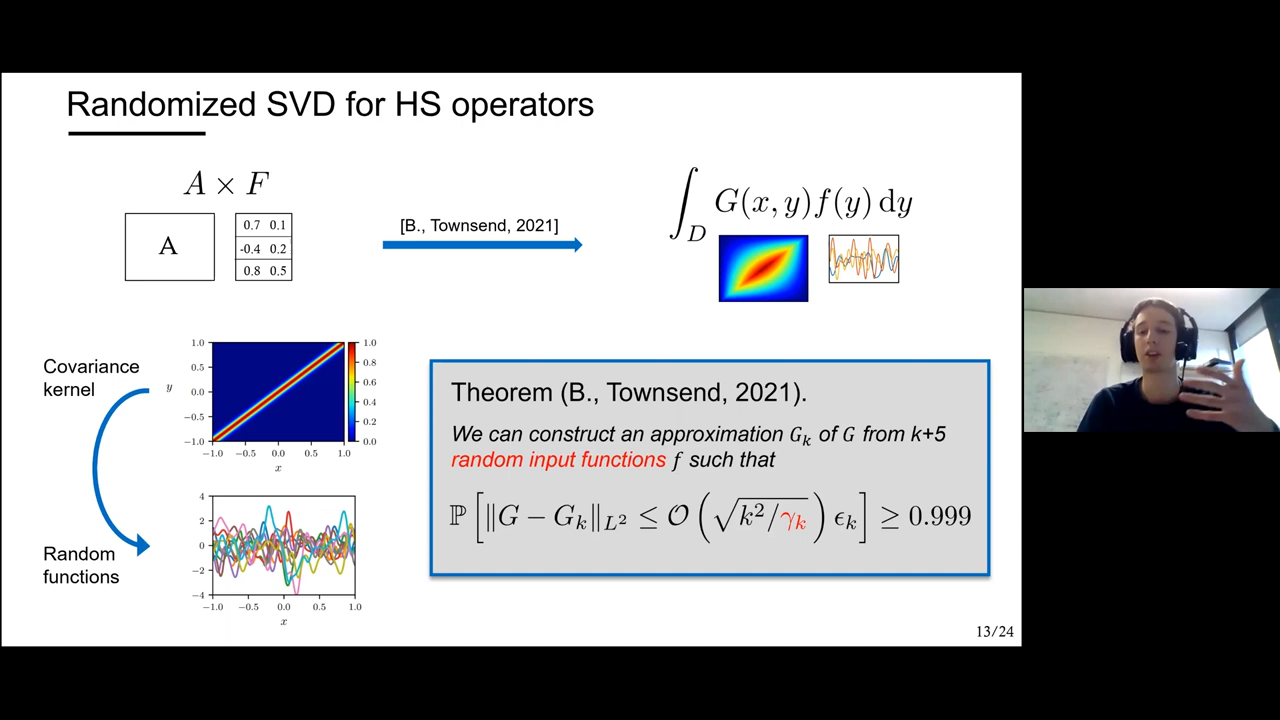 Randomized SVD for HS operators
A × F
A
0.7 0.1
-0.4 0.2
0.8 0.5
[B., Townsend, 2021]
∫_D G(x, y)f(y) dy
Covariance
kernel
y
1.0
0.5
0.0
−0.5
−1.0
−1.0 −0.5 0.0 0.5 1.0
x
1.0
0.8
0.6
0.4
0.2
0.0
Random
functions
4
2
0
−2
−4
−1.0 −0.5 0.0 0.5 1.0
x
Theorem (B., Townsend, 2021).
We can construct an approximation G_k of G from k+5
random input functions f such that
ℙ[‖G − G_k‖_{L²} ≤ 𝒪(√(k²/γ_k)) ϵ_k] ≥ 0.999
13/24